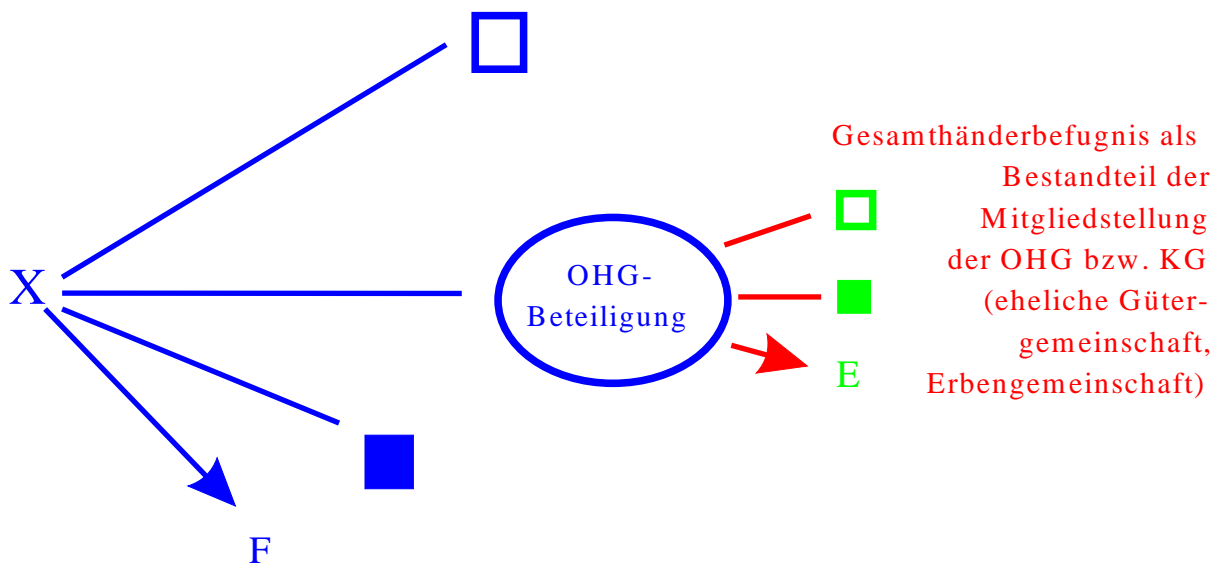 Gesamthänderbefugnis als
Bestandteil der
Mitgliedstellung
der OHG bzw. KG
(eheliche Güter-
gemeinschaft,
Erbengemeinschaft)
X
OHG-
Beteiligung
E
F